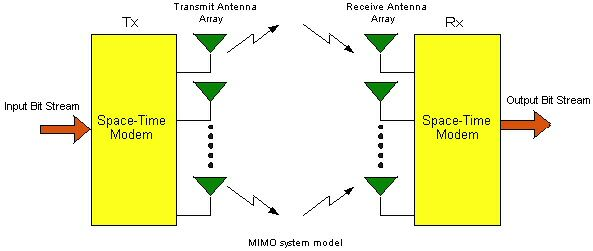 Transmit Antenna
Array
Receive Antenna
Array
Tx
Rx
Input Bit Stream
Space-Time
Modem
Space-Time
Modem
Output Bit Stream
MIMO system model